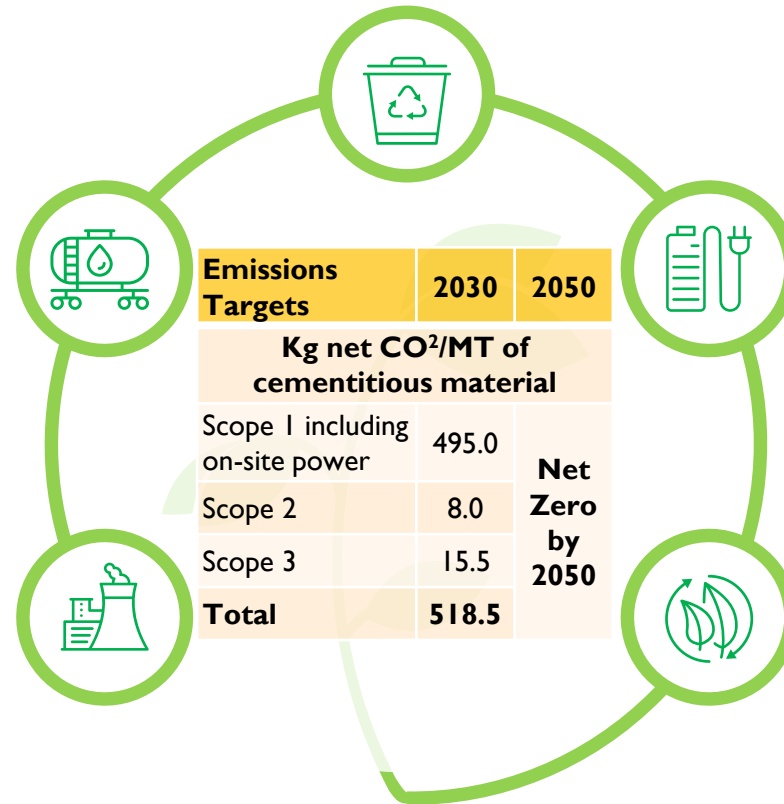 Emissions
Targets
2030
2050
Kg net CO²/MT of
cementitious material
Scope 1 including
on-site power
495.0
Net
Zero
by
2050
Scope 2
8.0
Scope 3
15.5
Total
518.5